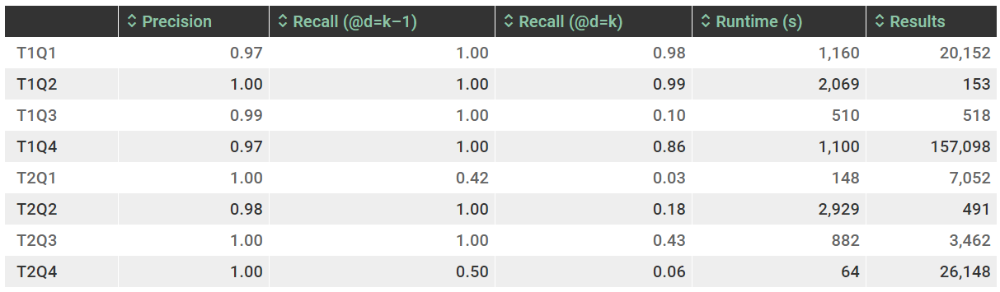 Precision Recall (@d=k−1) Recall (@d=k) Runtime (s) Results
T1Q1 0.97 1.00 0.98 1,160 20,152
T1Q2 1.00 1.00 0.99 2,069 153
T1Q3 0.99 1.00 0.10 510 518
T1Q4 0.97 1.00 0.86 1,100 157,098
T2Q1 1.00 0.42 0.03 148 7,052
T2Q2 0.98 1.00 0.18 2,929 491
T2Q3 1.00 1.00 0.43 882 3,462
T2Q4 1.00 0.50 0.06 64 26,148